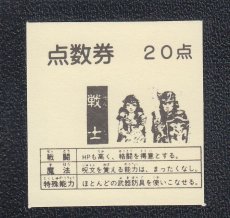 点数券 20点
戦士
戦闘 HPも高く、格闘を得意とする。
魔法 呪文を覚える能力は、まったくなし。
特殊能力 ほとんどの武器防具を使いこなせる。